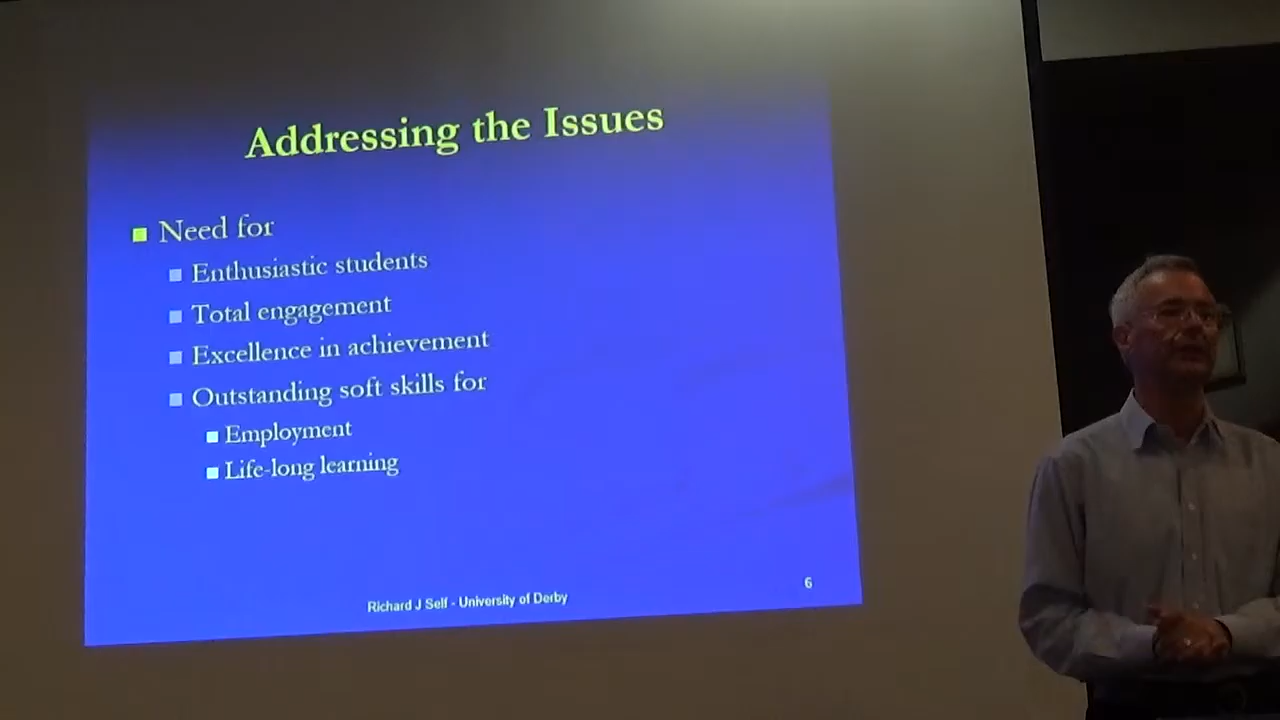 Addressing the Issues
Need for
Enthusiastic students
Total engagement
Excellence in achievement
Outstanding soft skills for
Employment
Life-long learning
Richard J Self - University of Derby
6